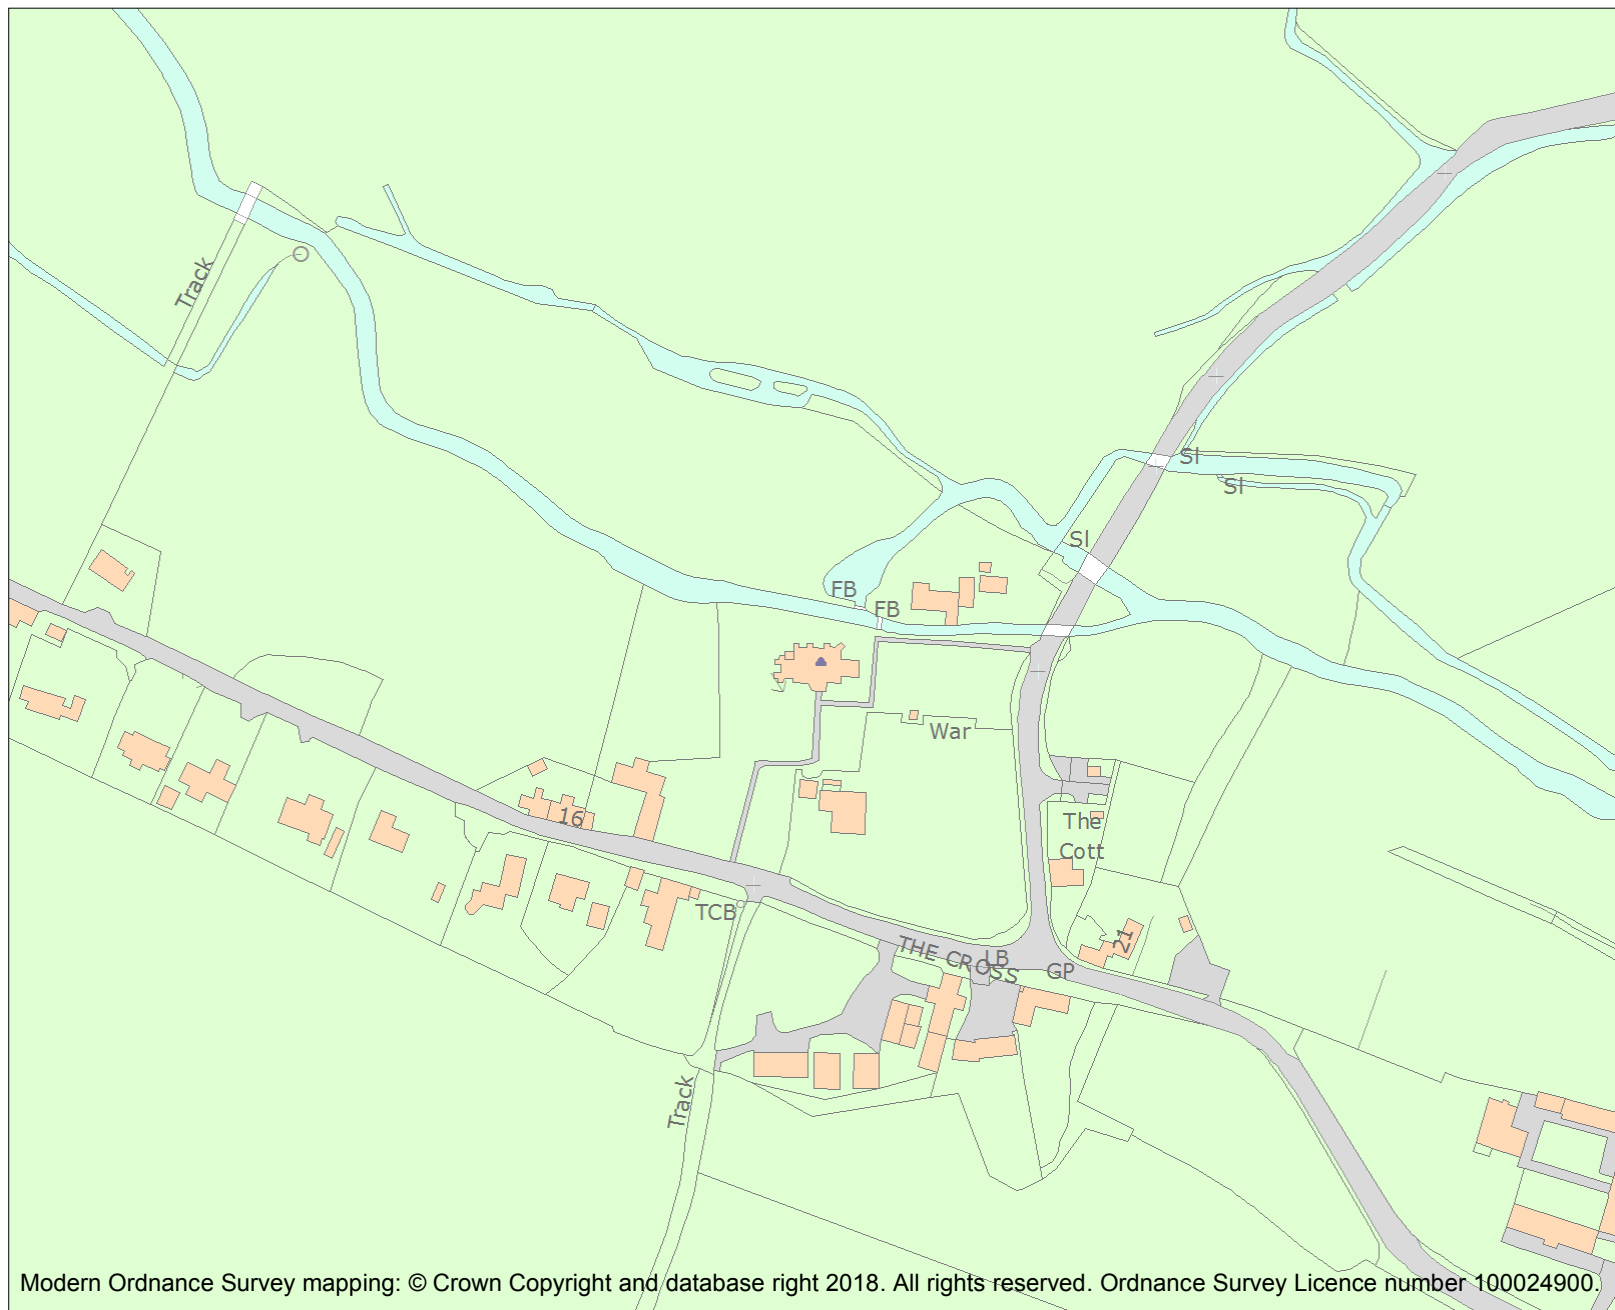 Track
Sl
Sl
Sl
FB
FB
War
The
Cott
16
TCB
21
THE CROSS
LB
GP
Track
Modern Ordnance Survey mapping: © Crown Copyright and database right 2018. All rights reserved. Ordnance Survey Licence number 100024900.